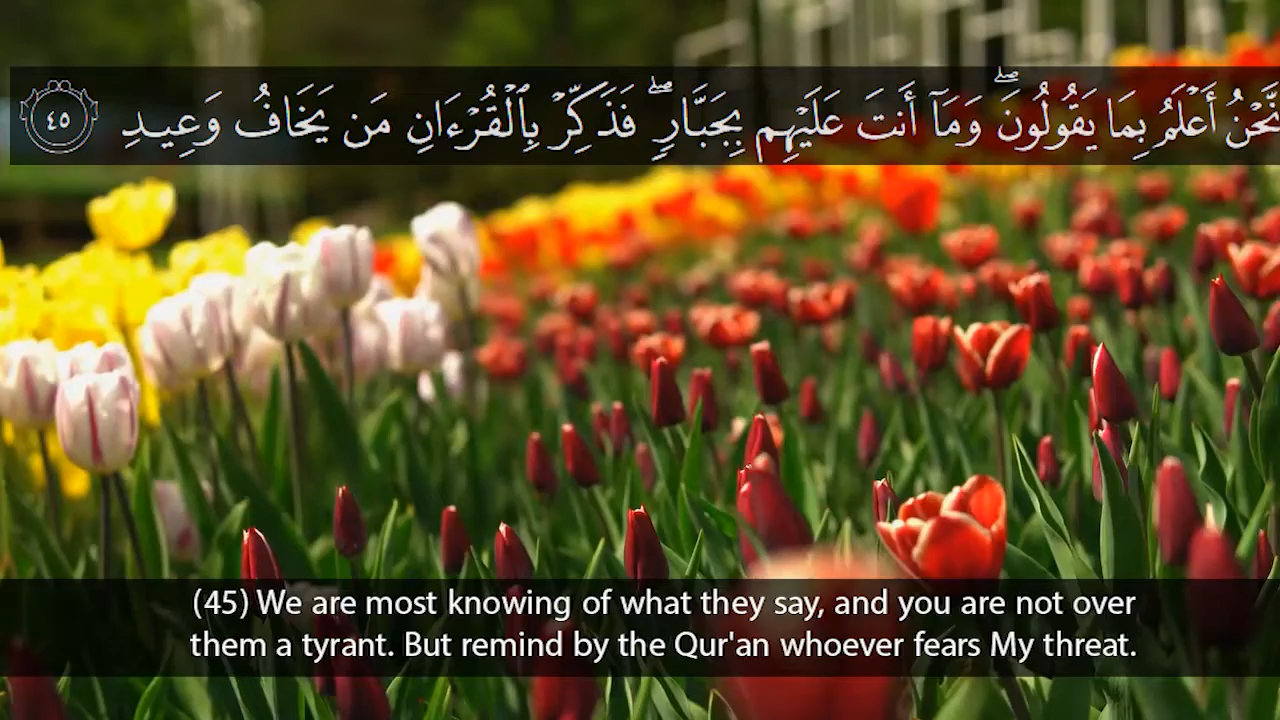 نَّحْنُ أَعْلَمُ بِمَا يَقُولُونَ ۖ وَمَآ أَنتَ عَلَيْهِم بِجَبَّارٍ ۖ فَذَكِّرْ بِٱلْقُرْءَانِ مَن يَخَافُ وَعِيدِ ٤٥
(45) We are most knowing of what they say, and you are not over
them a tyrant. But remind by the Qur'an whoever fears My threat.